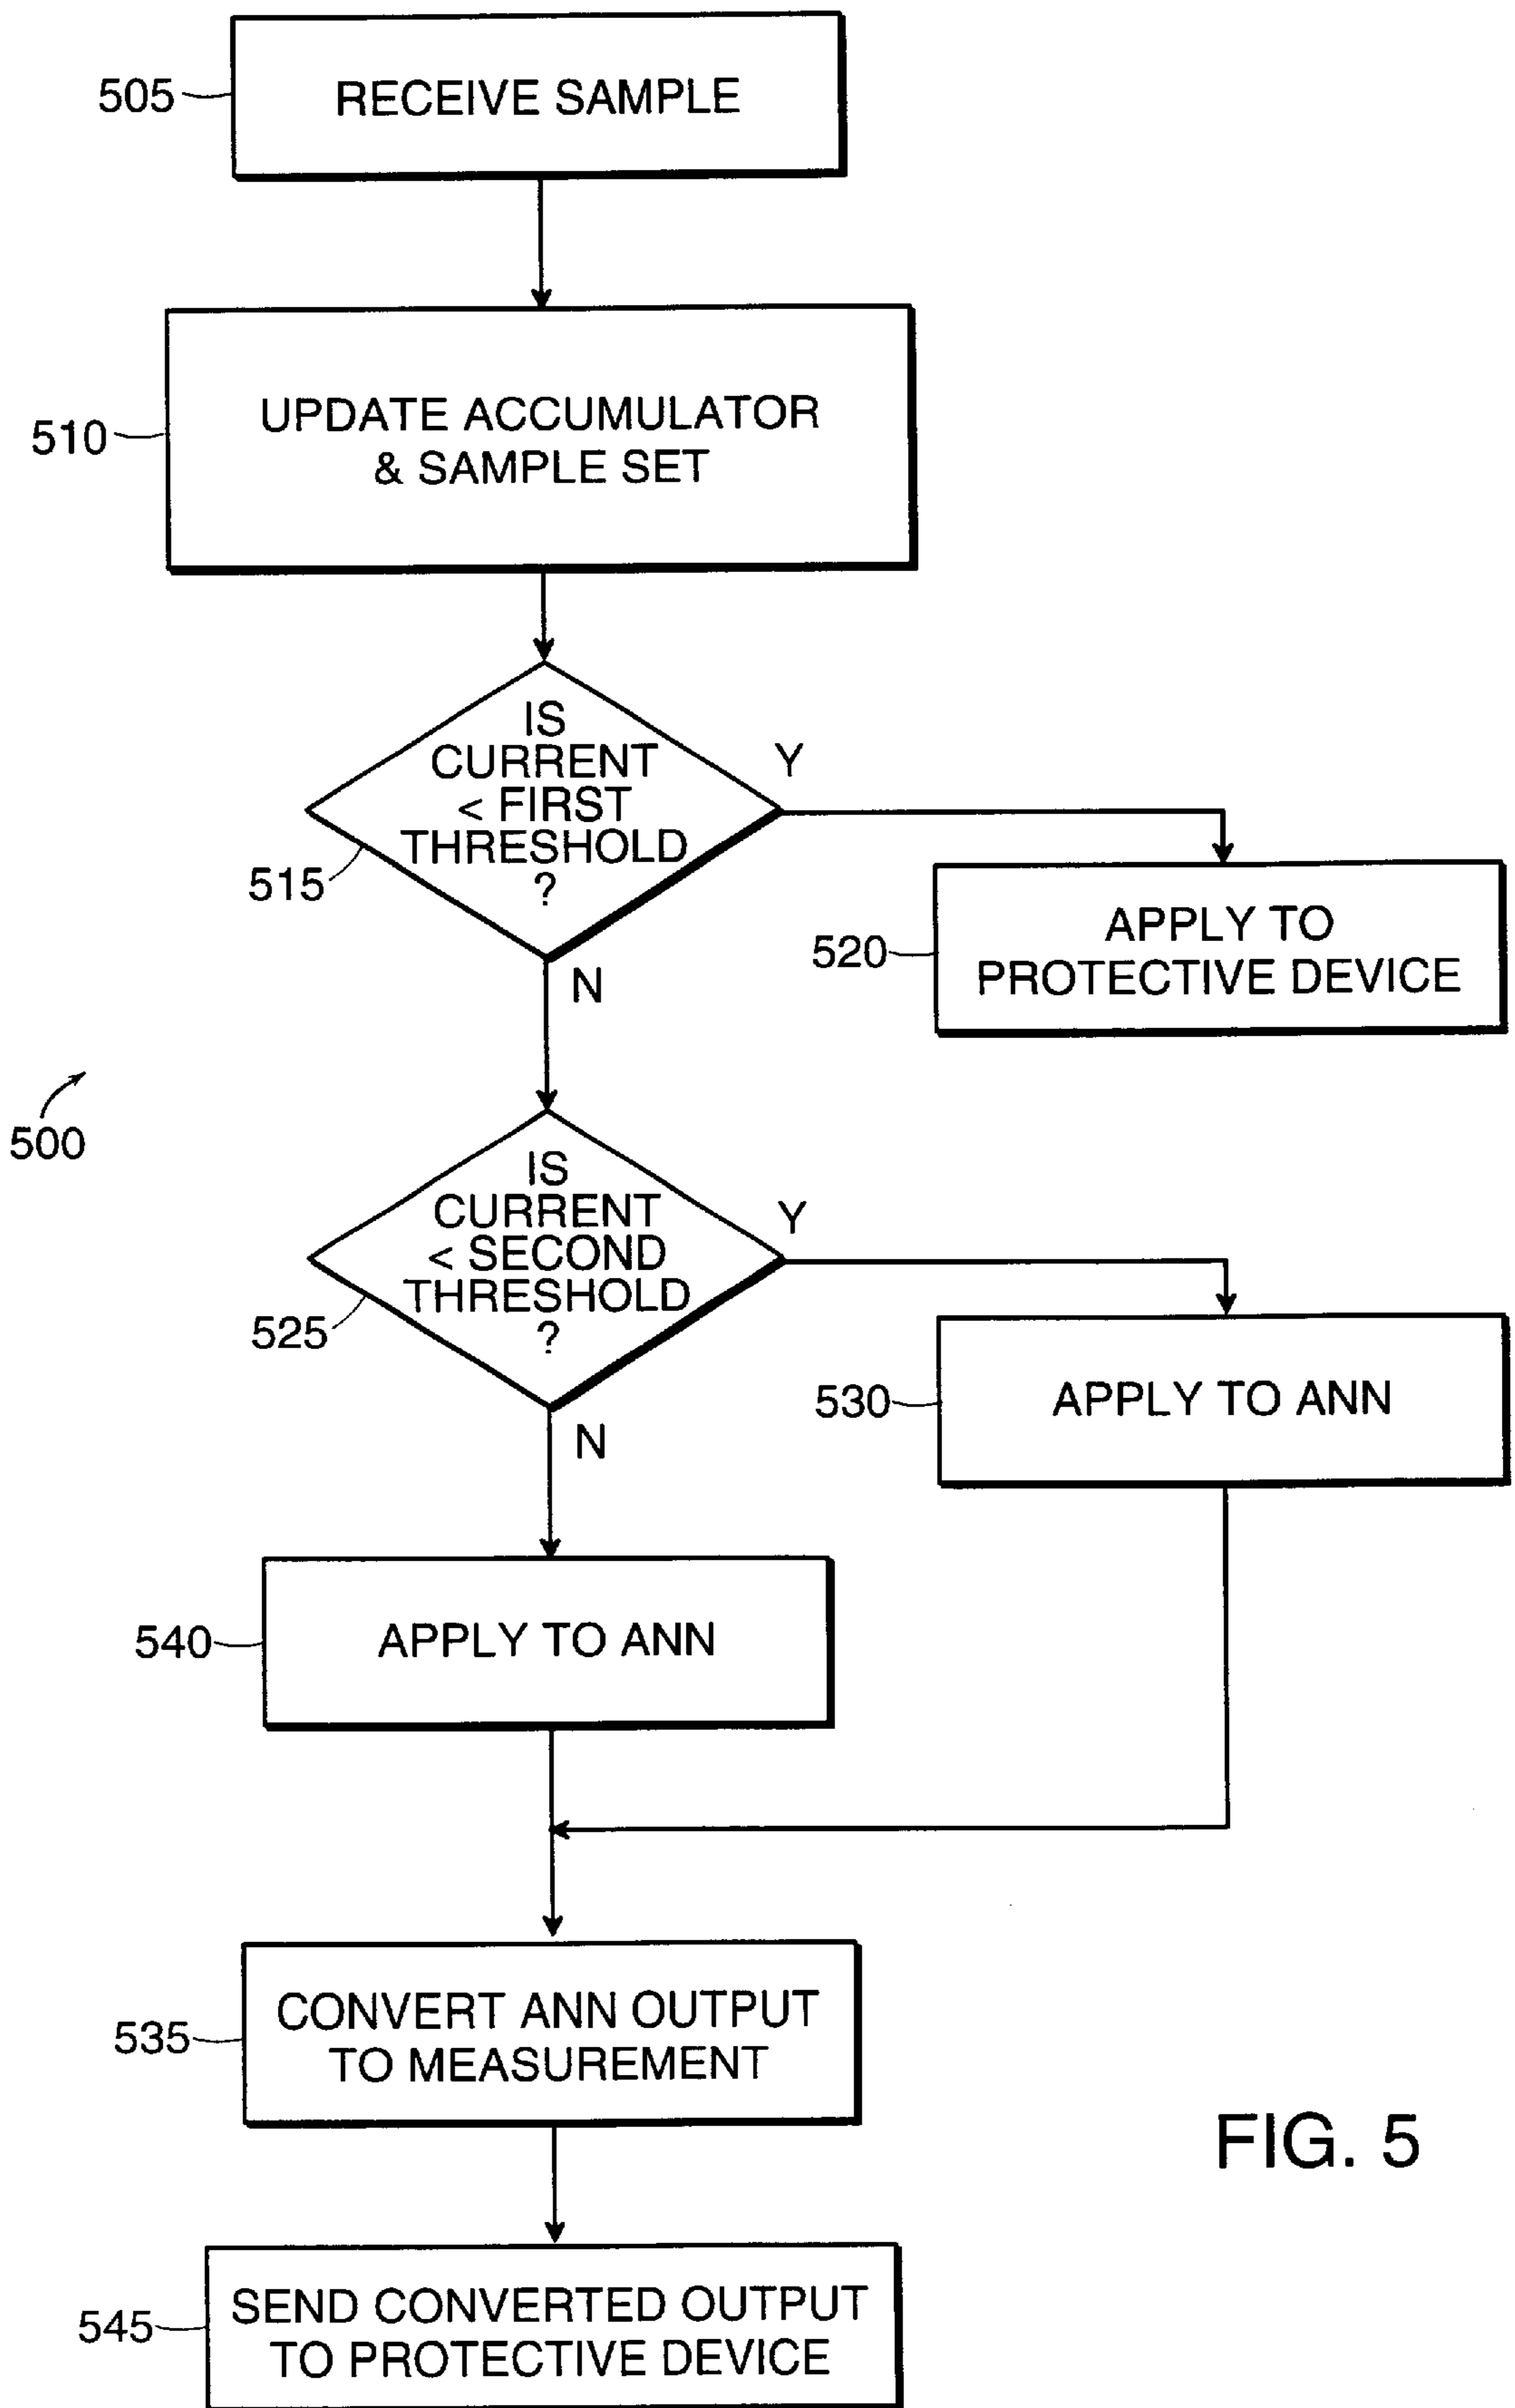 505
RECEIVE SAMPLE
510
UPDATE ACCUMULATOR
& SAMPLE SET
IS
CURRENT
< FIRST
THRESHOLD
?
515
Y
N
520
APPLY TO
PROTECTIVE DEVICE
500
IS
CURRENT
< SECOND
THRESHOLD
?
525
Y
N
530
APPLY TO ANN
540
APPLY TO ANN
535
CONVERT ANN OUTPUT
TO MEASUREMENT
FIG. 5
545
SEND CONVERTED OUTPUT
TO PROTECTIVE DEVICE